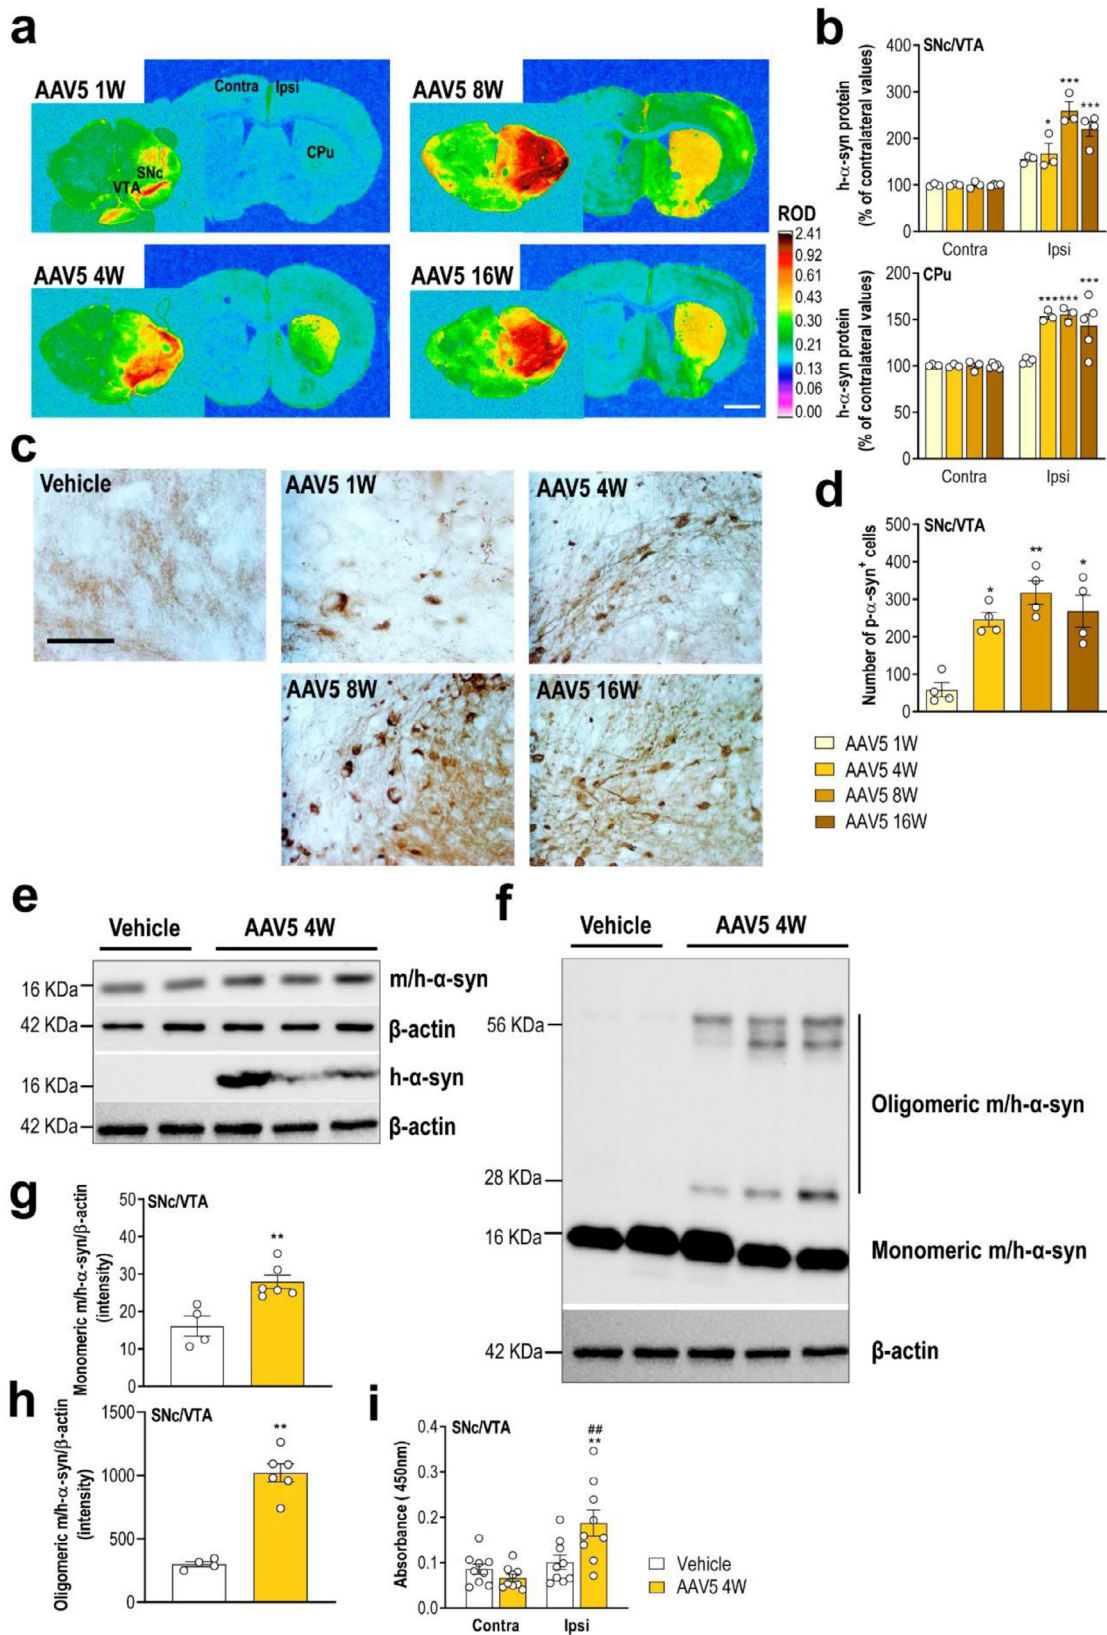 a
AAV5 1W
Contra
Ipsi
CPu
SNc
VTA
AAV5 8W
AAV5 4W
AAV5 16W
ROD
2.41
0.92
0.61
0.43
0.30
0.21
0.13
0.06
0.00
b
SNc/VTA
h-α-syn protein
(% of contralateral values)
400
300
200
100
0
*
***
***
Contra
Ipsi
CPu
h-α-syn protein
(% of contralateral values)
200
150
100
50
0
***
***
***
Contra
Ipsi
c
Vehicle
AAV5 1W
AAV5 4W
AAV5 8W
AAV5 16W
d
SNc/VTA
Number of p-α-syn+ cells
500
400
300
200
100
0
*
**
*
AAV5 1W
AAV5 4W
AAV5 8W
AAV5 16W
e
Vehicle
AAV5 4W
16 KDa
m/h-α-syn
42 KDa
β-actin
16 KDa
h-α-syn
42 KDa
β-actin
f
Vehicle
AAV5 4W
56 KDa
28 KDa
16 KDa
42 KDa
Oligomeric m/h-α-syn
Monomeric m/h-α-syn
β-actin
g
SNc/VTA
Monomeric m/h-α-syn/β-actin
(intensity)
50
40
30
20
10
0
**
h
SNc/VTA
Oligomeric m/h-α-syn/β-actin
(intensity)
1500
1000
500
0
**
i
SNc/VTA
Absorbance ( 450nm)
0.4
0.3
0.2
0.1
0.0
##
**
Contra
Ipsi
Vehicle
AAV5 4W